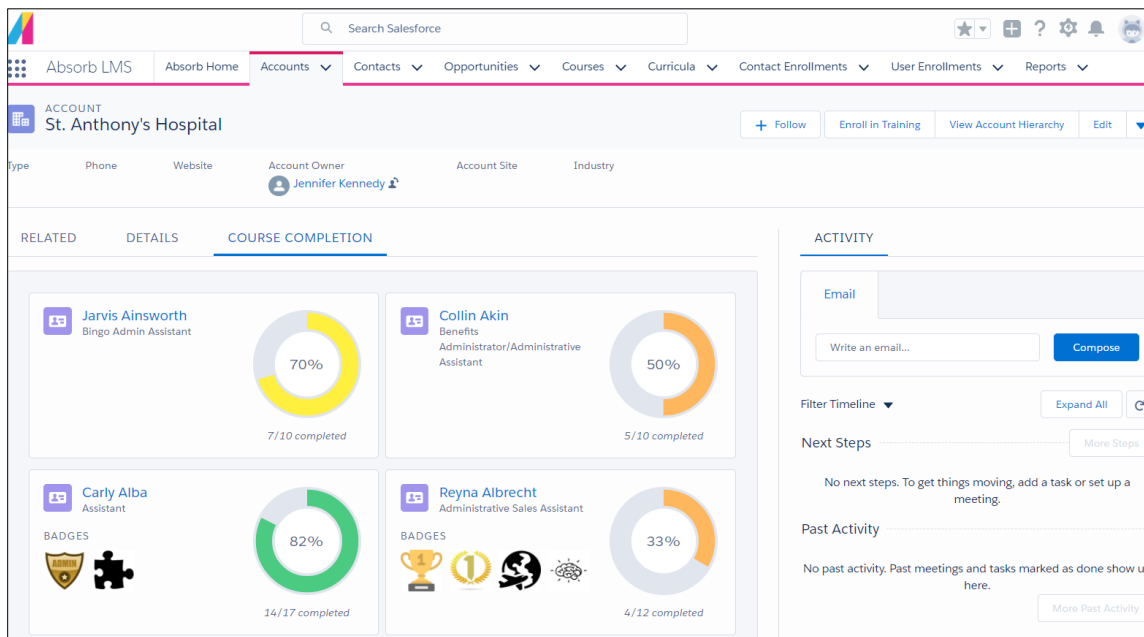 Search Salesforce
Absorb LMS
Absorb Home
Accounts
Contacts
Opportunities
Courses
Curricula
Contact Enrollments
User Enrollments
Reports
ACCOUNT
St. Anthony's Hospital
Follow
Enroll in Training
View Account Hierarchy
Edit
Type
Phone
Website
Account Owner
Account Site
Industry
Jennifer Kennedy
RELATED
DETAILS
COURSE COMPLETION
Jarvis Ainsworth
Bingo Admin Assistant
70%
7/10 completed
Collin Akin
Benefits
Administrator/Administrative
Assistant
50%
5/10 completed
Carly Alba
Assistant
BADGES
ADMIN
82%
14/17 completed
Reyna Albrecht
Administrative Sales Assistant
BADGES
1
1
33%
4/12 completed
ACTIVITY
Email
Write an email...
Compose
Filter Timeline
Expand All
Next Steps
More Steps
No next steps. To get things moving, add a task or set up a
meeting.
Past Activity
No past activity. Past meetings and tasks marked as done show u
here.
More Past Activity